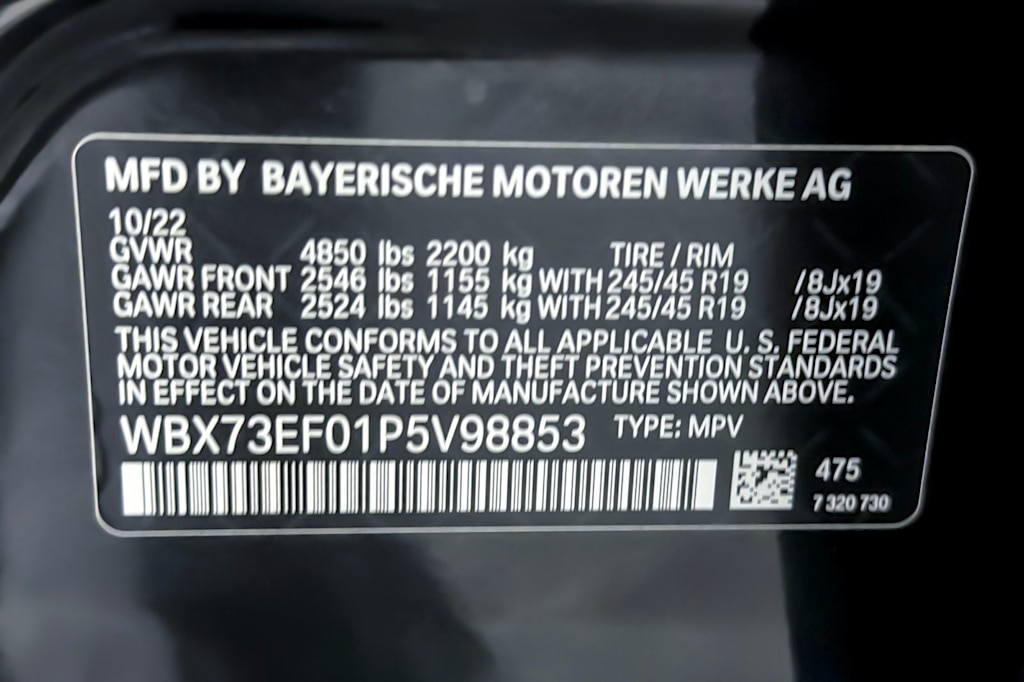 MFD BY BAYERISCHE MOTOREN WERKE AG
10/22
GVWR 4850 lbs 2200 kg TIRE / RIM
GAWR FRONT 2546 lbs 1155 kg WITH 245/45 R19 /8Jx19
GAWR REAR 2524 lbs 1145 kg WITH 245/45 R19 /8Jx19
THIS VEHICLE CONFORMS TO ALL APPLICABLE U. S. FEDERAL
MOTOR VEHICLE SAFETY AND THEFT PREVENTION STANDARDS
IN EFFECT ON THE DATE OF MANUFACTURE SHOWN ABOVE.
WBX73EF01P5V98853 TYPE: MPV
475
7 320 730